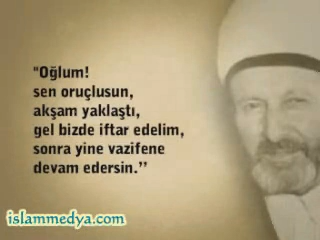 "Oğlum!
sen oruçlusun,
akşam yaklaştı,
gel bizde iftar edelim,
sonra yine vazifene
devam edersin.’’
islammedya.com